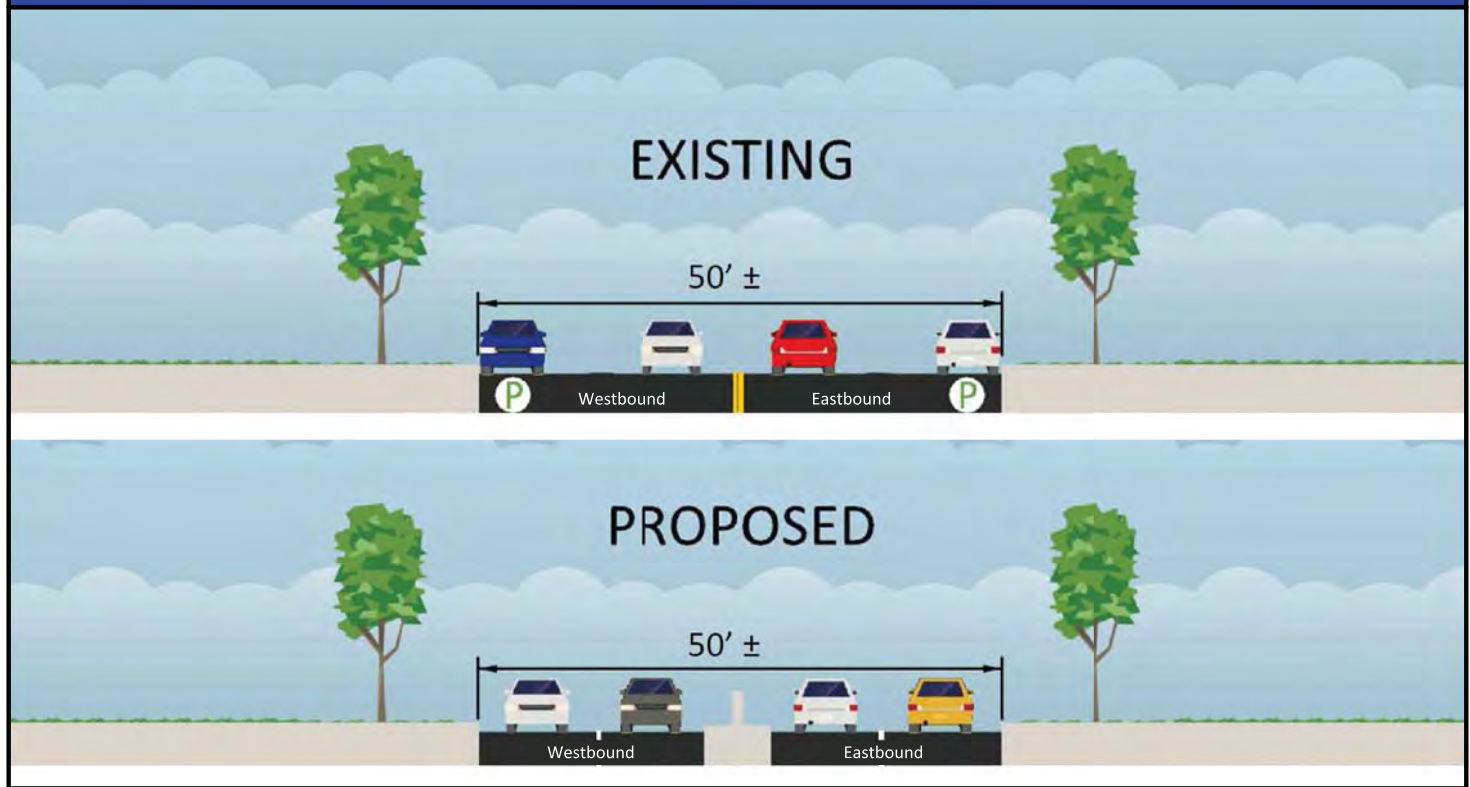 EXISTING
50' ±
P Westbound Eastbound P
PROPOSED
50' ±
Westbound Eastbound